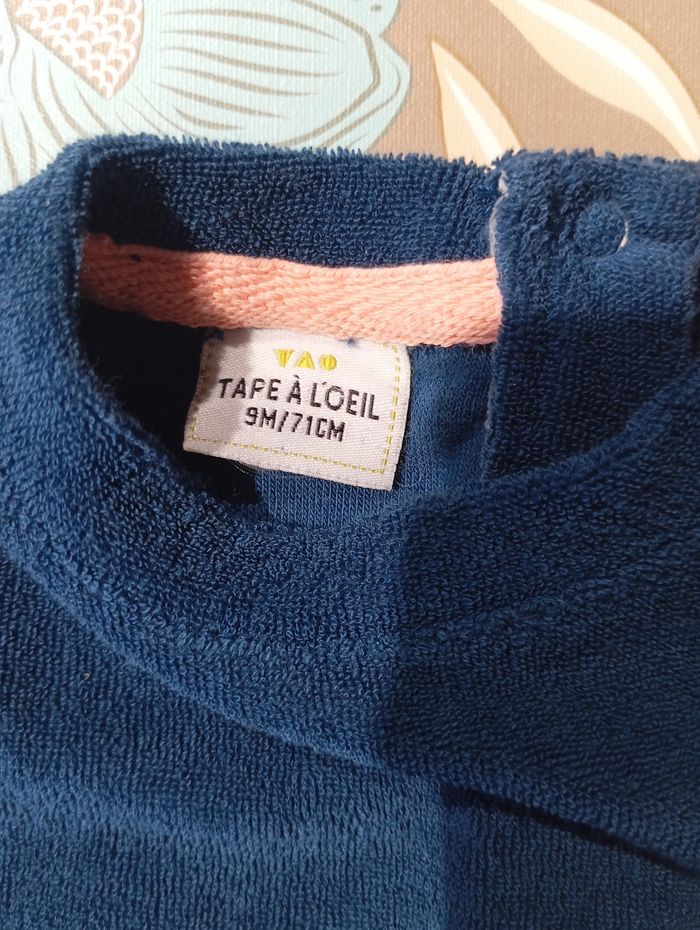 TAO
TAPE À L'OEIL
9M/71CM